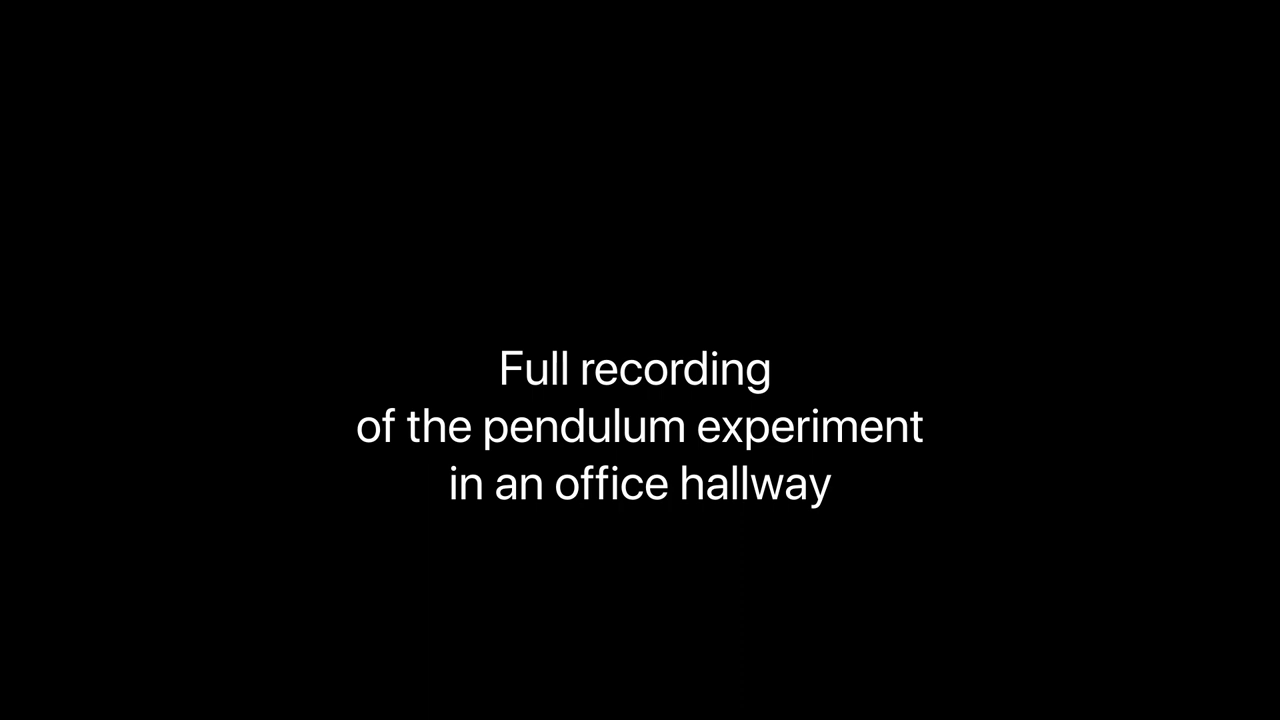 Full recording
of the pendulum experiment
in an office hallway